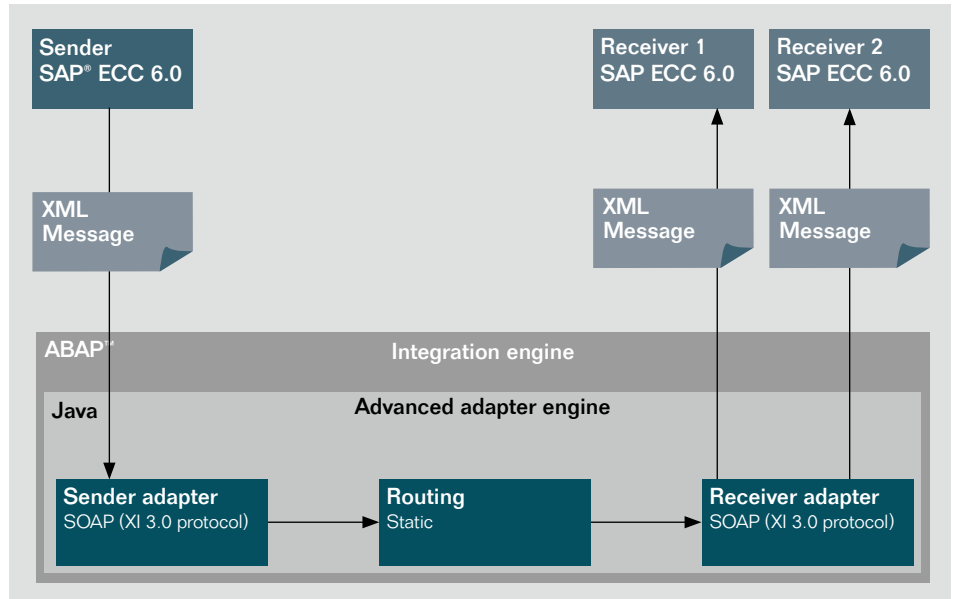 Sender
SAP® ECC 6.0
Receiver 1
SAP ECC 6.0
Receiver 2
SAP ECC 6.0
XML
Message
XML
Message
XML
Message
ABAP™
Integration engine
Java
Advanced adapter engine
Sender adapter
SOAP (XI 3.0 protocol)
Routing
Static
Receiver adapter
SOAP (XI 3.0 protocol)